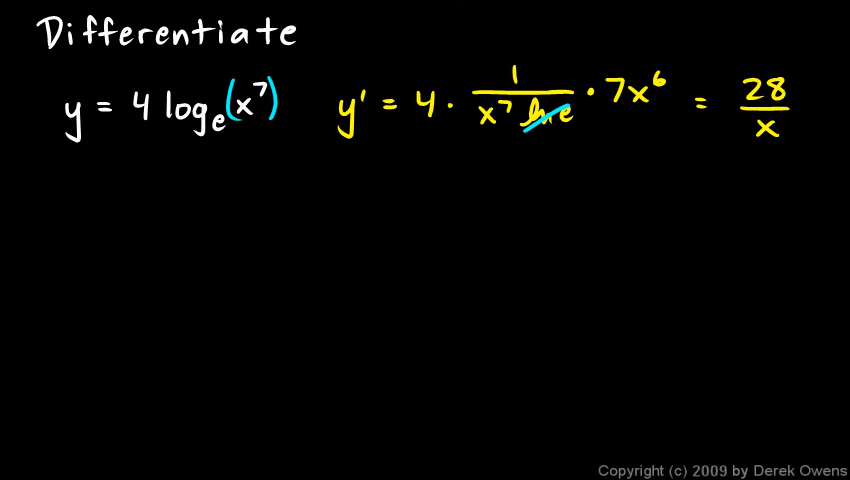 Differentiate
y = 4 logₑ(x⁷) y' = 4 · 1/(x⁷ ln e) · 7x⁶ = 28/x
Copyright (c) 2009 by Derek Owens